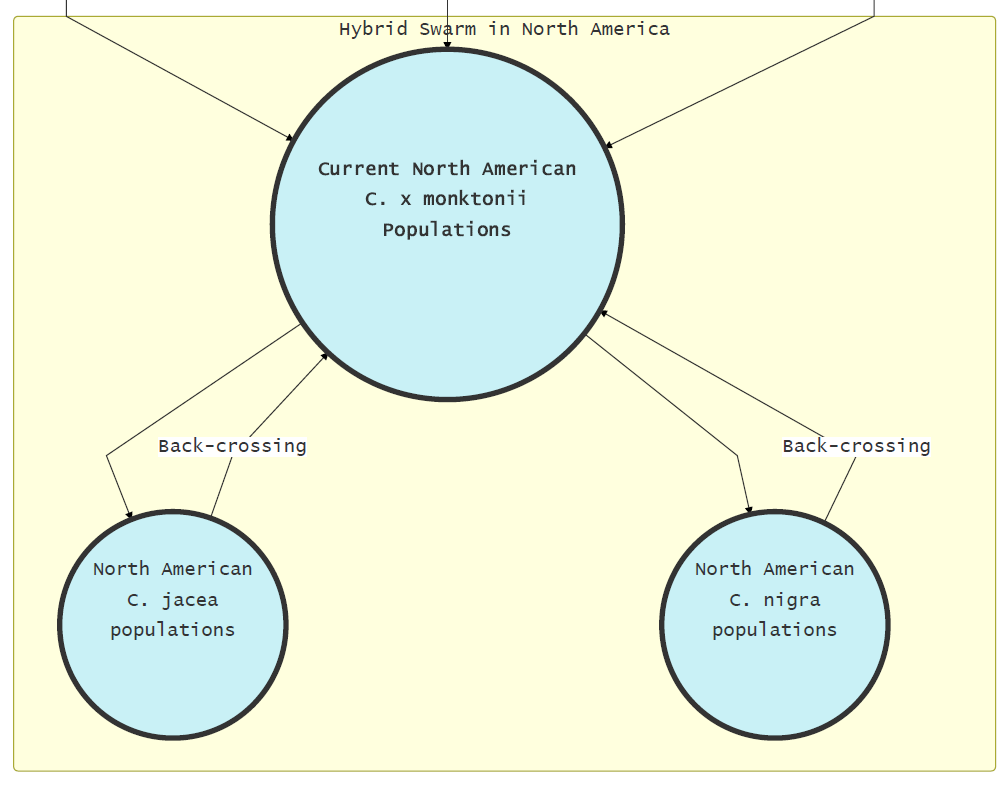 Hybrid Swarm in North America
Current North American
C. x monktonii
Populations
Back-crossing
Back-crossing
North American
C. jacea
populations
North American
C. nigra
populations